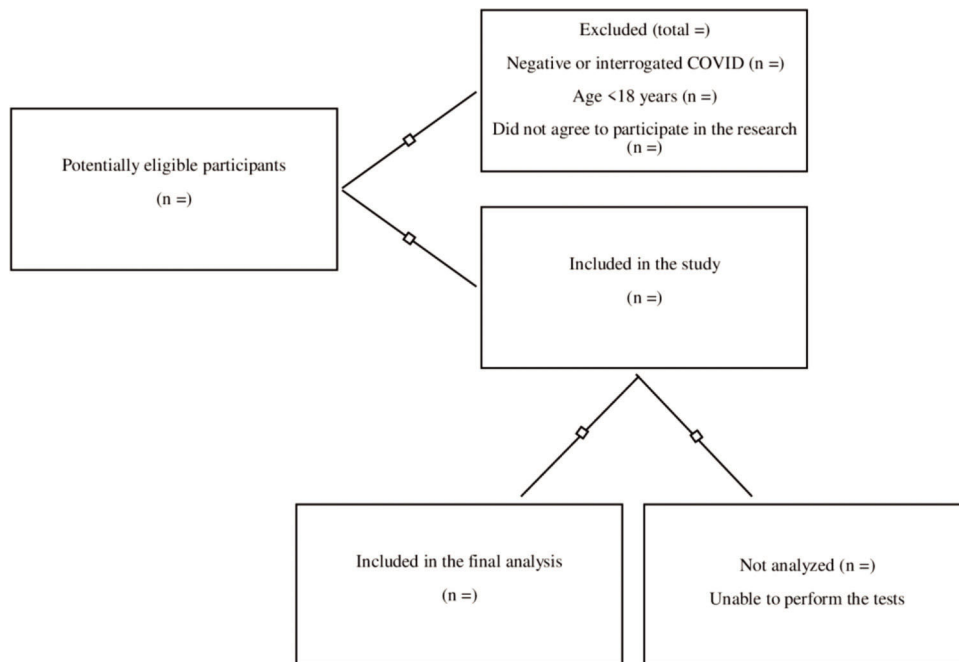 Excluded (total =)
Negative or interrogated COVID (n =)
Age <18 years (n =)
Did not agree to participate in the research
(n =)
Potentially eligible participants
(n =)
Included in the study
(n =)
Included in the final analysis
(n =)
Not analyzed (n =)
Unable to perform the tests